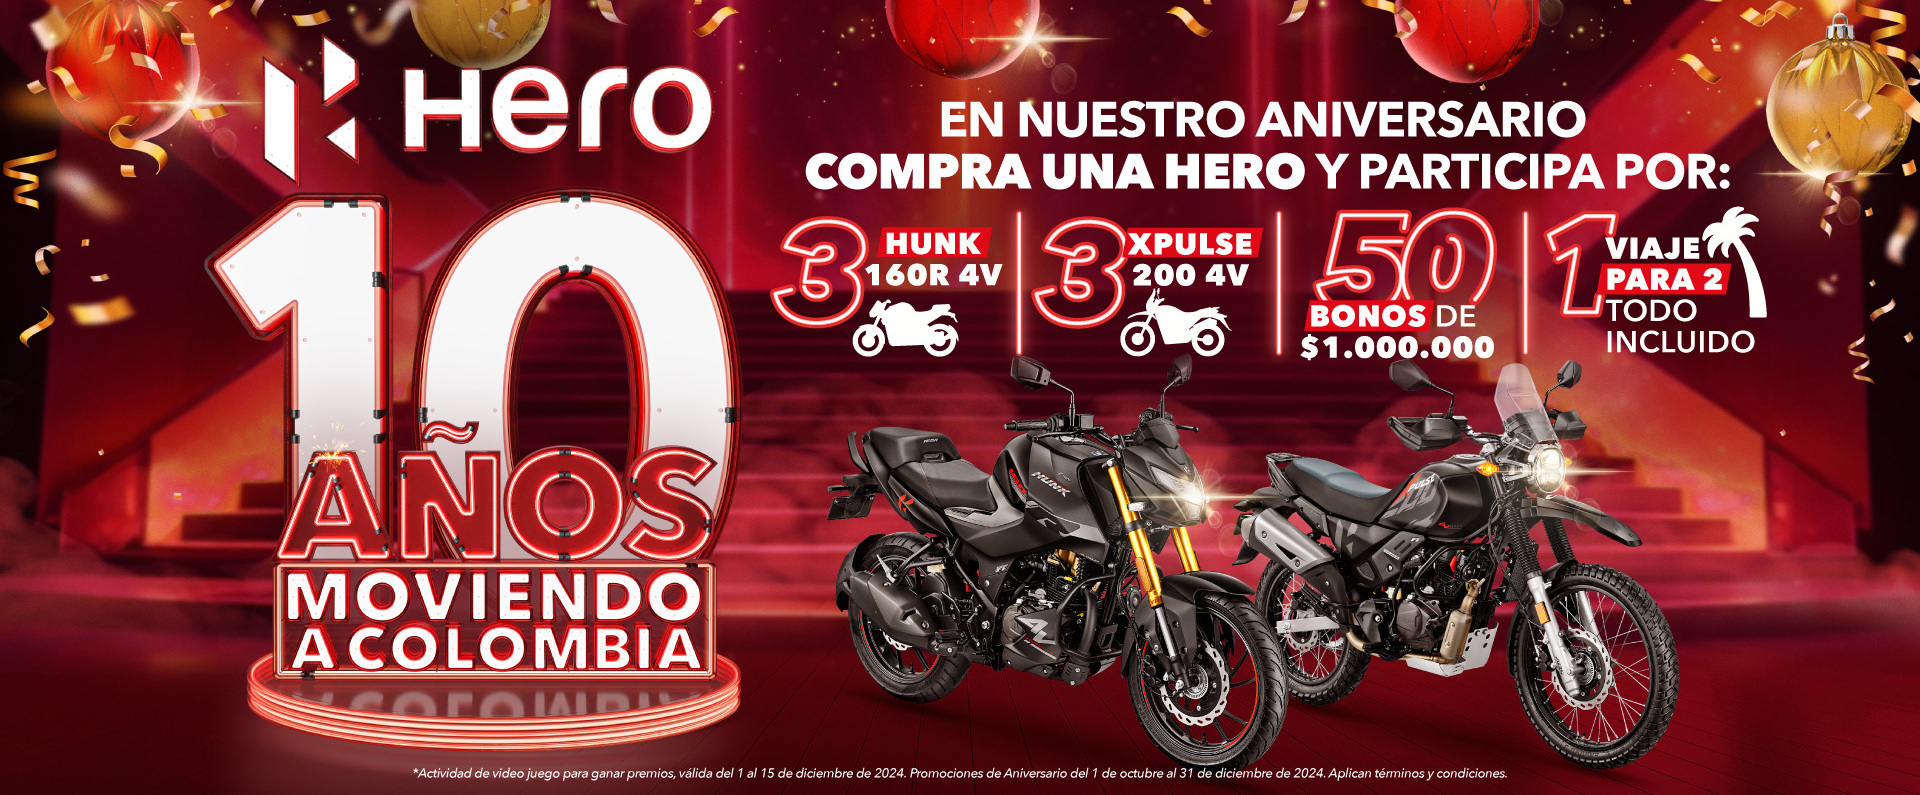 Hero
10
AÑOS
MOVIENDO
A COLOMBIA
EN NUESTRO ANIVERSARIO
COMPRA UNA HERO Y PARTICIPA POR:
3 HUNK
160R 4V
3 XPULSE
200 4V
50
BONOS DE
$1.000.000
1 VIAJE
PARA 2
TODO
INCLUIDO
HUNK
4V
XPULSE
*Actividad de video juego para ganar premios, válida del 1 al 15 de diciembre de 2024. Promociones de Aniversario del 1 de octubre al 31 de diciembre de 2024. Aplican términos y condiciones.